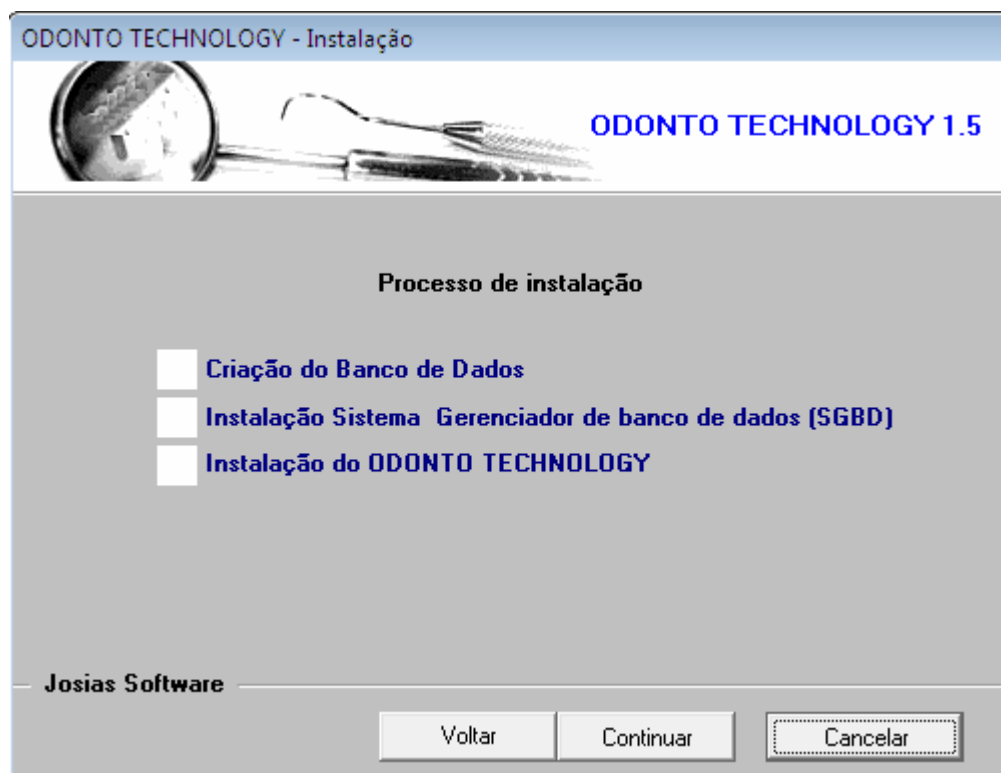 ODONTO TECHNOLOGY - Instalação
ODONTO TECHNOLOGY 1.5
Processo de instalação
Criação do Banco de Dados
Instalação Sistema Gerenciador de banco de dados (SGBD)
Instalação do ODONTO TECHNOLOGY
Josias Software
Voltar Continuar Cancelar